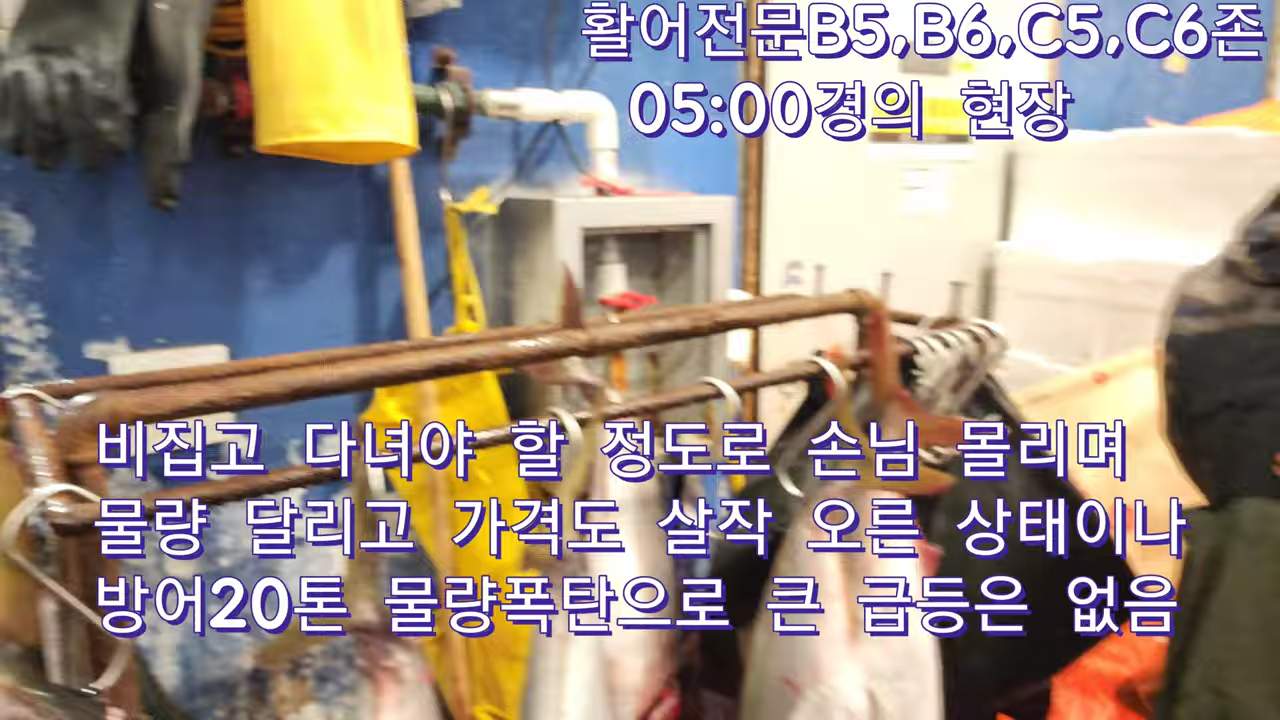 활어전문B5,B6,C5,C6존
05:00경의 현장
비집고 다녀야 할 정도로 손님 몰리며
물량 달리고 가격도 살작 오른 상태이나
방어20톤 물량폭탄으로 큰 급등은 없음